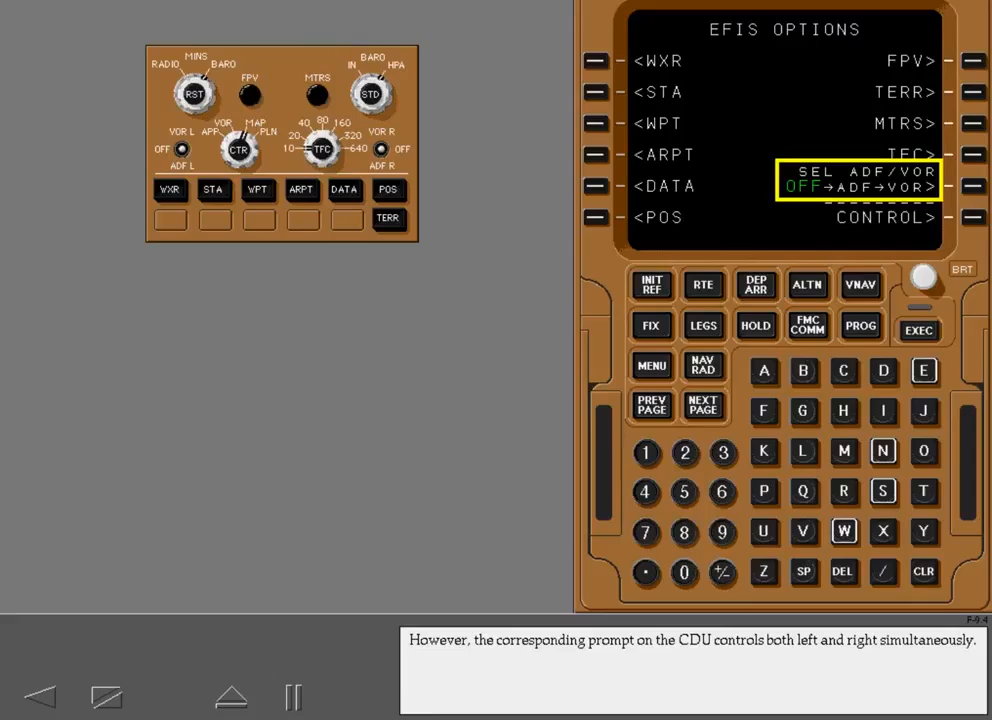 EFIS OPTIONS
<WXR FPV>
<STA TERR>
<WPT MTRS>
<ARPT TFC>
SEL ADF/VOR
<DATA OFF→ADF→VOR>
<POS CONTROL>
RADIO MINS BARO
RST
FPV
MTRS
IN BARO HPA
STD
VOR L
OFF
ADF L
APP VOR MAP PLN
CTR
10 20 40 80 160 320 640
TFC
VOR R
OFF
ADF R
WXR STA WPT ARPT DATA POS
TERR
BRT
INIT REF RTE DEP ARR ALTN VNAV
FIX LEGS HOLD FMC COMM PROG EXEC
MENU NAV RAD
PREV PAGE NEXT PAGE
A B C D E
F G H I J
1 2 3 K L M N O
4 5 6 P Q R S T
7 8 9 U V W X Y
. 0 +/- Z SP DEL / CLR
F-9.4
However, the corresponding prompt on the CDU controls both left and right simultaneously.